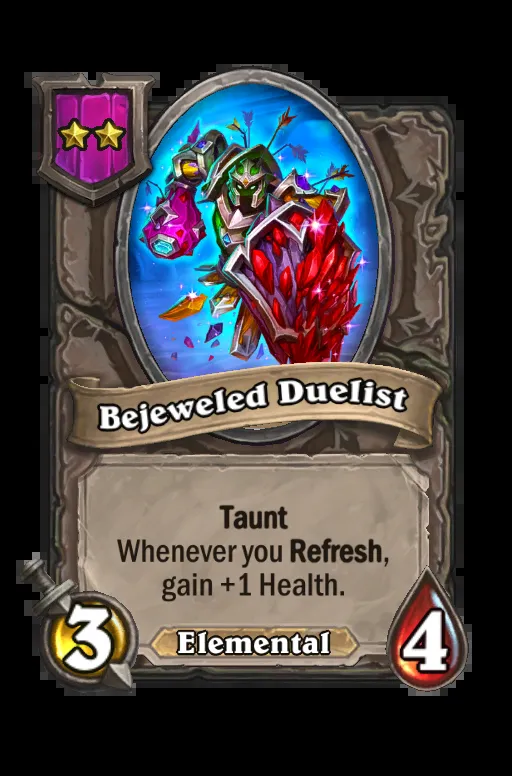 Bejeweled Duelist
Taunt
Whenever you Refresh,
gain +1 Health.
3
Elemental
4